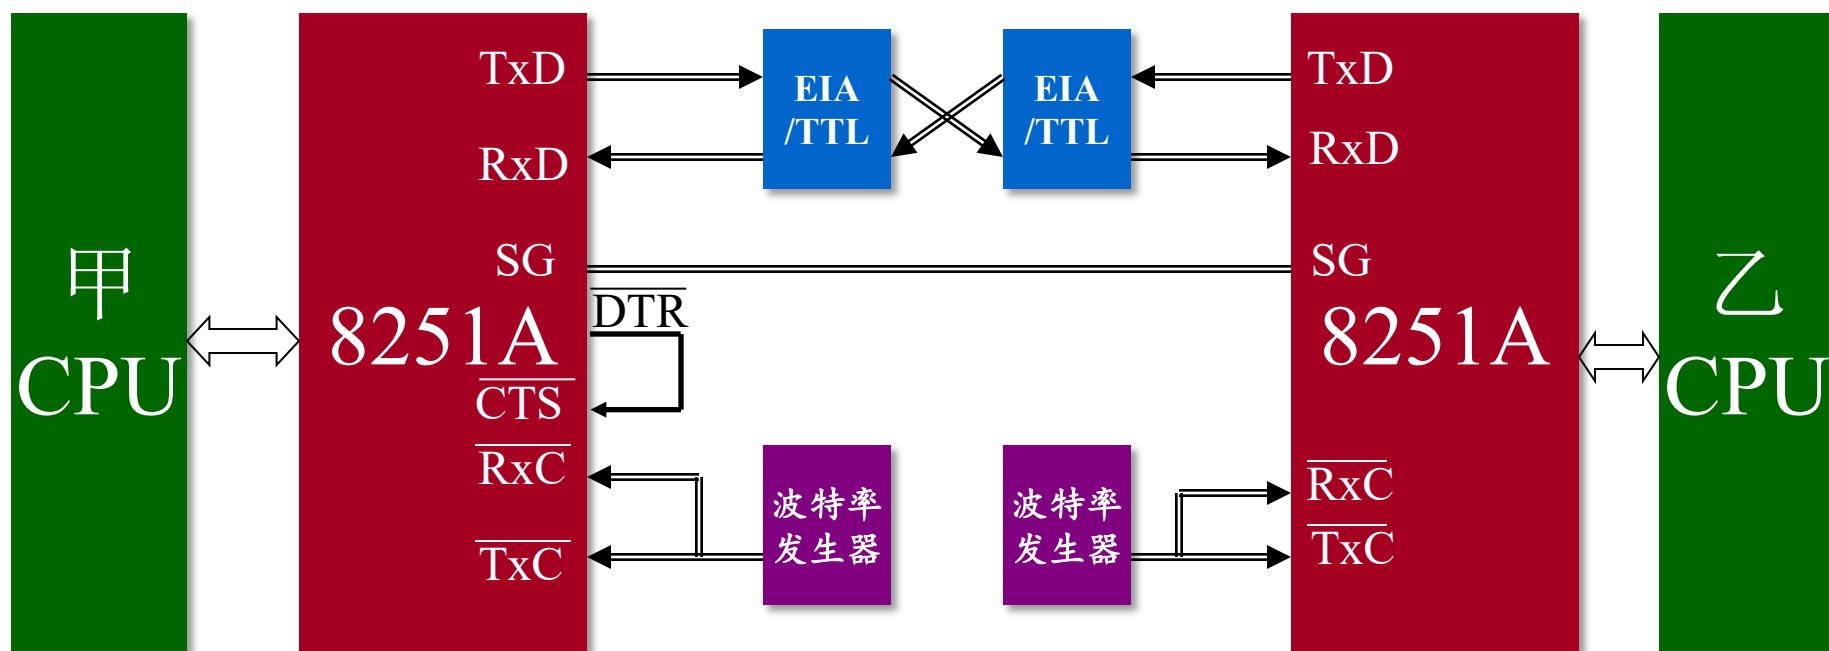 甲
CPU
TxD
RxD
SG
8251A
DTR
CTS
RxC
TxC
EIA
/TTL
EIA
/TTL
波特率
发生器
波特率
发生器
TxD
RxD
SG
8251A
RxC
TxC
乙
CPU